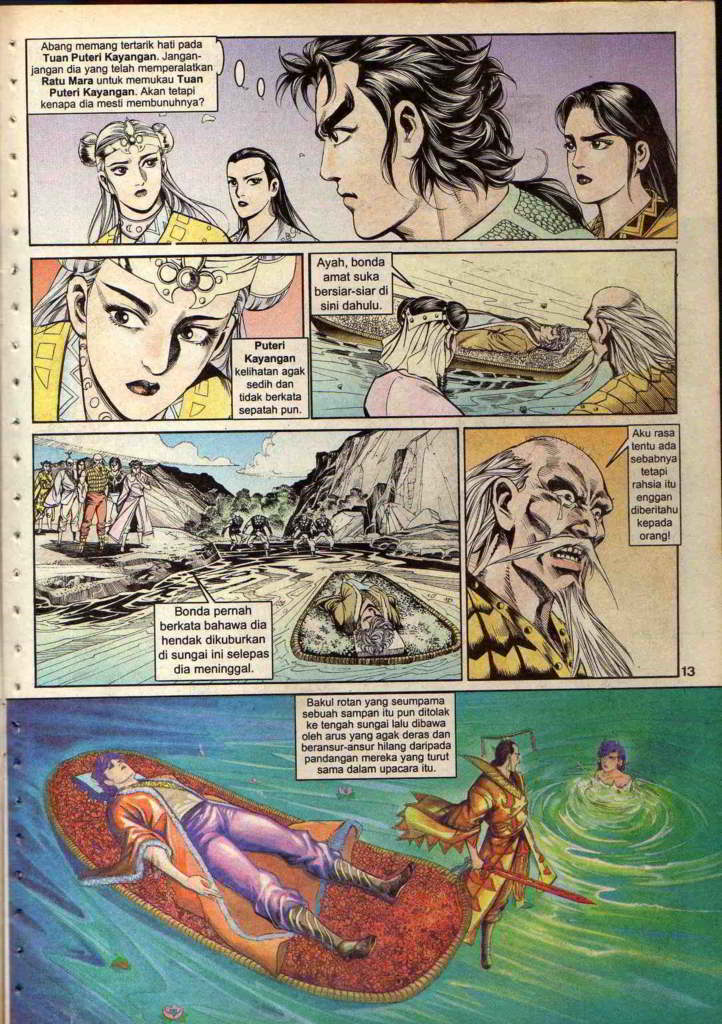 Abang memang tertarik hati pada
Tuan Puteri Kayangan. Jangan-
jangan dia yang telah memperalatkan
Ratu Mara untuk memukau Tuan
Puteri Kayangan. Akan tetapi
kenapa dia mesti membunuhnya?
Puteri
Kayangan
kelihatan agak
sedih dan
tidak berkata
sepatah pun.
Ayah, bonda
amat suka
bersiar-siar di
sini dahulu.
Bonda pernah
berkata bahawa dia
hendak dikuburkan
di sungai ini selepas
dia meninggal.
Aku rasa
tentu ada
sebabnya
tetapi
rahsia itu
enggan
diberitahu
kepada
orang!
13
Bakul rotan yang seumpama
sebuah sampan itu pun ditolak
ke tengah sungai lalu dibawa
oleh arus yang agak deras dan
beransur-ansur hilang daripada
pandangan mereka yang turut
sama dalam upacara itu.